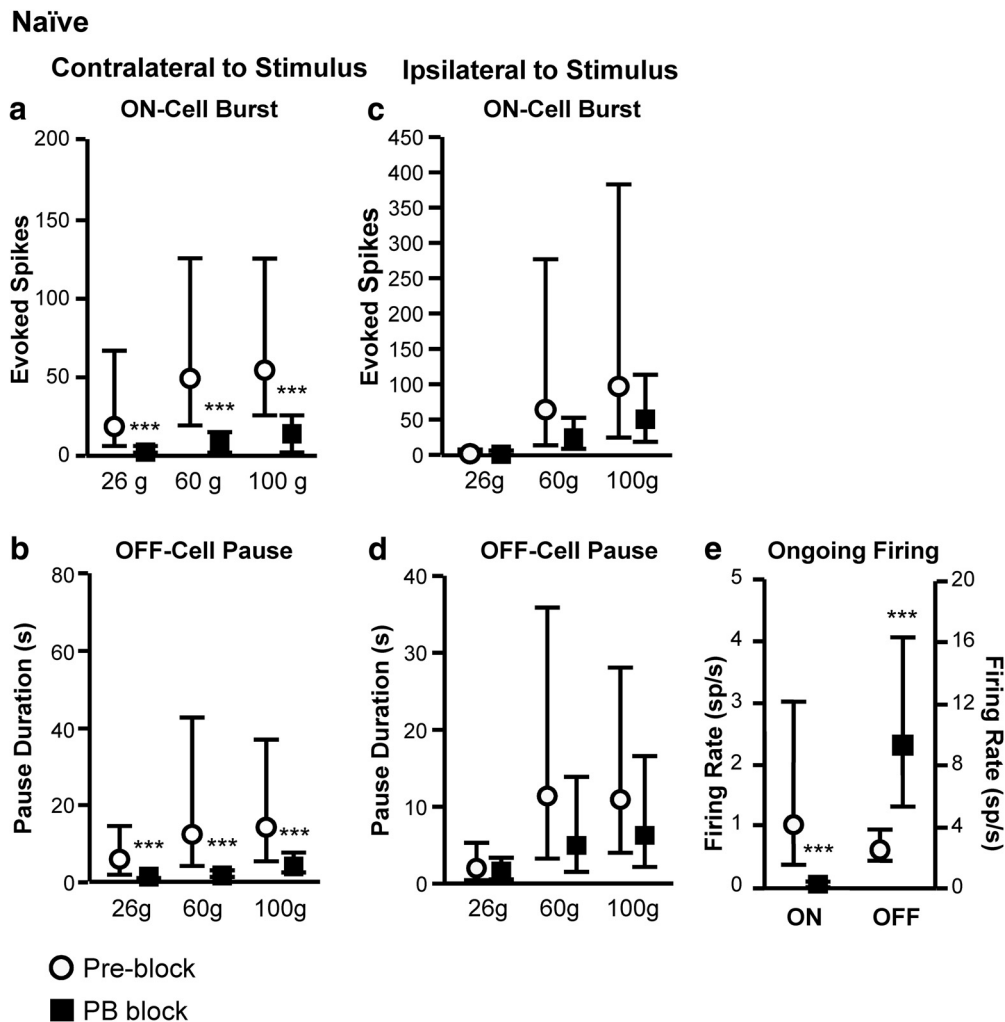 Naïve
Contralateral to Stimulus
Ipsilateral to Stimulus
a
ON-Cell Burst
Evoked Spikes
200
150
100
50
0
***
***
***
26 g
60 g
100 g
c
ON-Cell Burst
Evoked Spikes
450
400
350
300
250
200
150
100
50
0
26g
60g
100g
b
OFF-Cell Pause
Pause Duration (s)
80
60
40
20
0
***
***
***
26g
60g
100g
d
OFF-Cell Pause
Pause Duration (s)
40
30
20
10
0
26g
60g
100g
e
Ongoing Firing
Firing Rate (sp/s)
5
4
3
2
1
0
***
***
20
16
12
8
4
0
Firing Rate (sp/s)
ON
OFF
Pre-block
PB block